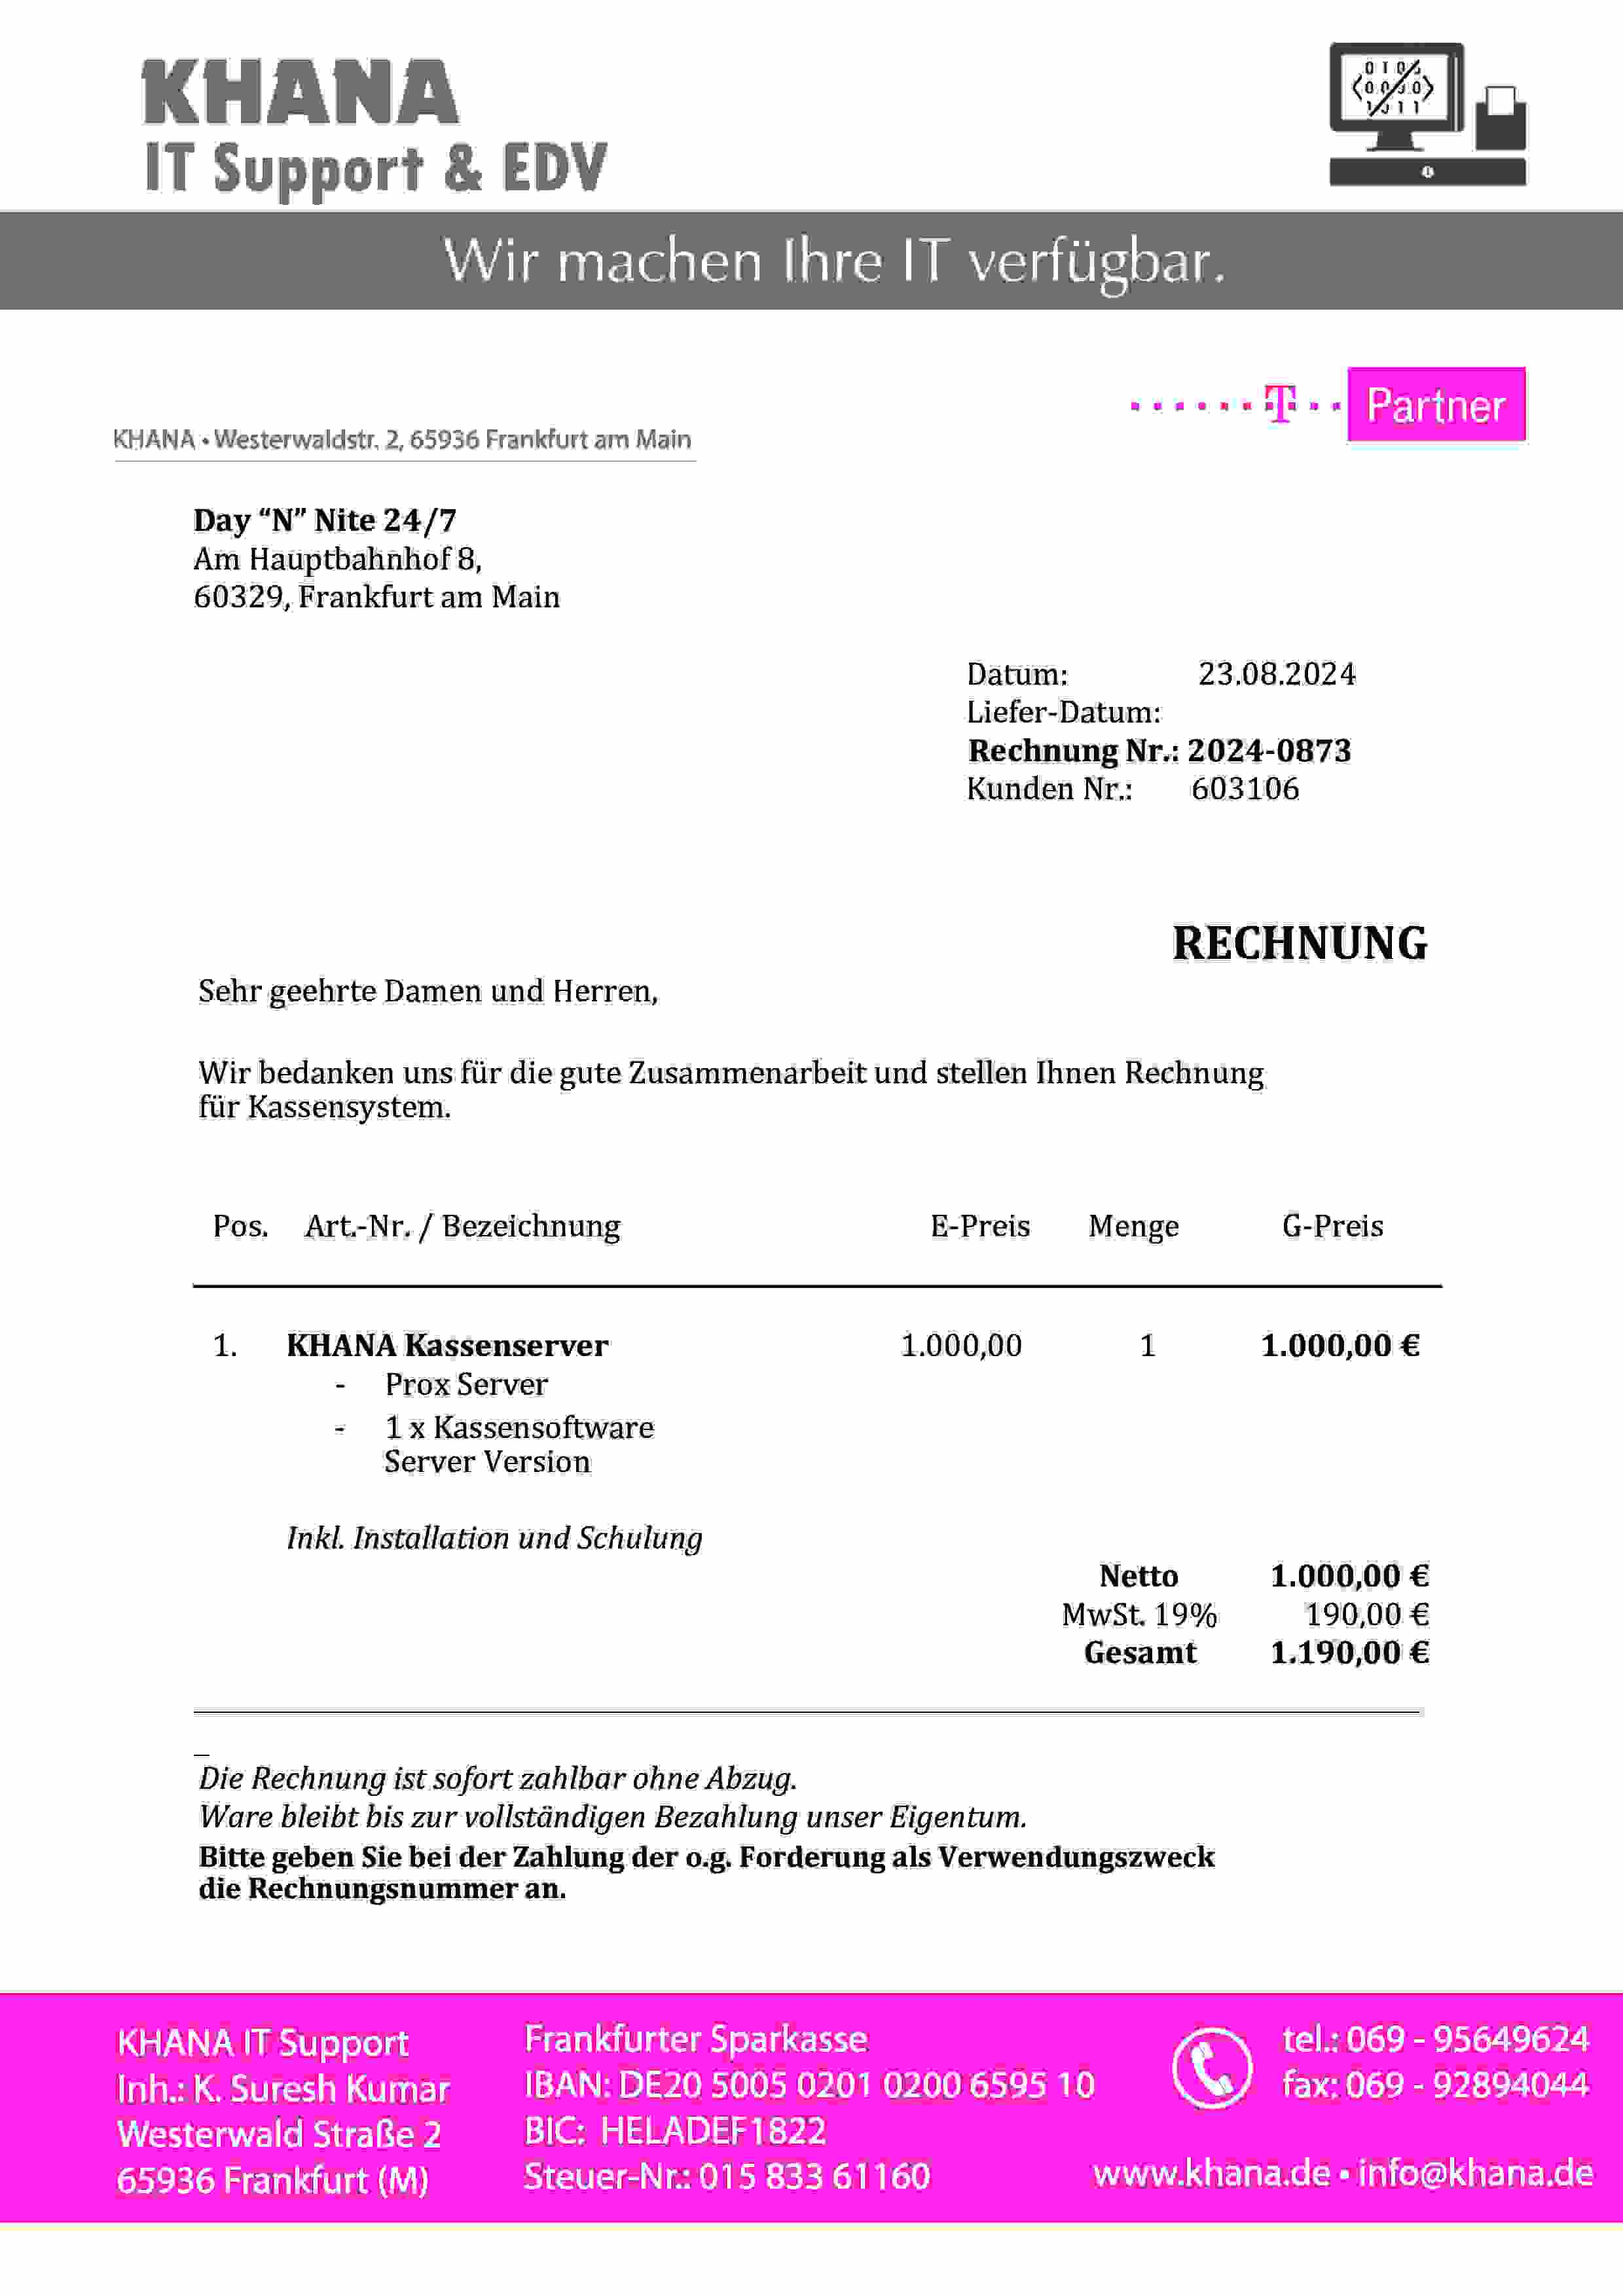 KHANA
IT Support & EDV
Wir machen Ihre IT verfügbar.
T Partner
KHANA • Westerwaldstr. 2, 65936 Frankfurt am Main
Day “N” Nite 24/7
Am Hauptbahnhof 8,
60329, Frankfurt am Main
Datum: 23.08.2024
Liefer-Datum:
Rechnung Nr.: 2024-0873
Kunden Nr.: 603106
RECHNUNG
Sehr geehrte Damen und Herren,
Wir bedanken uns für die gute Zusammenarbeit und stellen Ihnen Rechnung
für Kassensystem.
Pos. Art.-Nr. / Bezeichnung E-Preis Menge G-Preis
1. KHANA Kassenserver 1.000,00 1 1.000,00 €
- Prox Server
- 1 x Kassensoftware
Server Version
Inkl. Installation und Schulung
Netto 1.000,00 €
MwSt. 19% 190,00 €
Gesamt 1.190,00 €
Die Rechnung ist sofort zahlbar ohne Abzug.
Ware bleibt bis zur vollständigen Bezahlung unser Eigentum.
Bitte geben Sie bei der Zahlung der o.g. Forderung als Verwendungszweck
die Rechnungsnummer an.
KHANA IT Support
Inh.: K. Suresh Kumar
Westerwald Straße 2
65936 Frankfurt (M)
Frankfurter Sparkasse
IBAN: DE20 5005 0201 0200 6595 10
BIC: HELADEF1822
Steuer-Nr.: 015 833 61160
tel.: 069 - 95649624
fax: 069 - 92894044
www.khana.de • info@khana.de